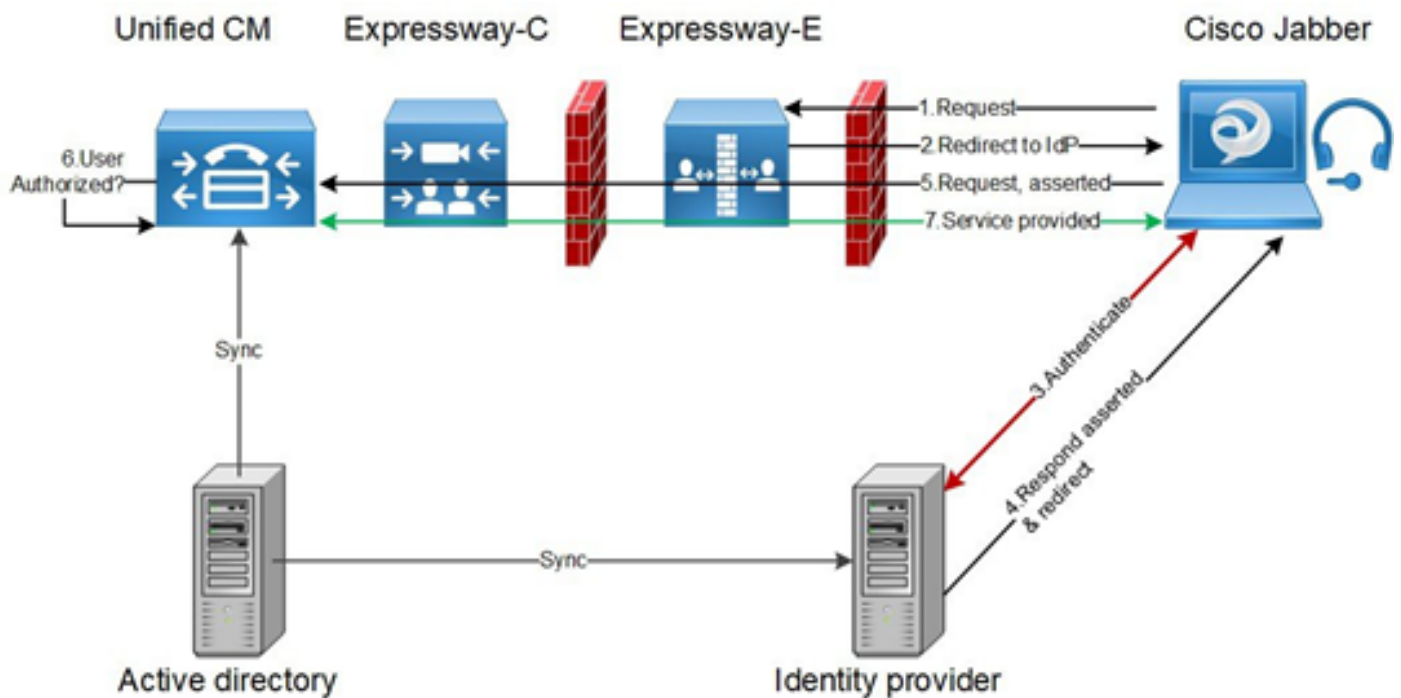 Unified CM
Expressway-C
Expressway-E
Cisco Jabber
1.Request
2.Redirect to IdP
6.User
Authorized?
5.Request, asserted
7.Service provided
Sync
3.Authenticate
4.Respond asserted
& redirect
Sync
Active directory
Identity provider